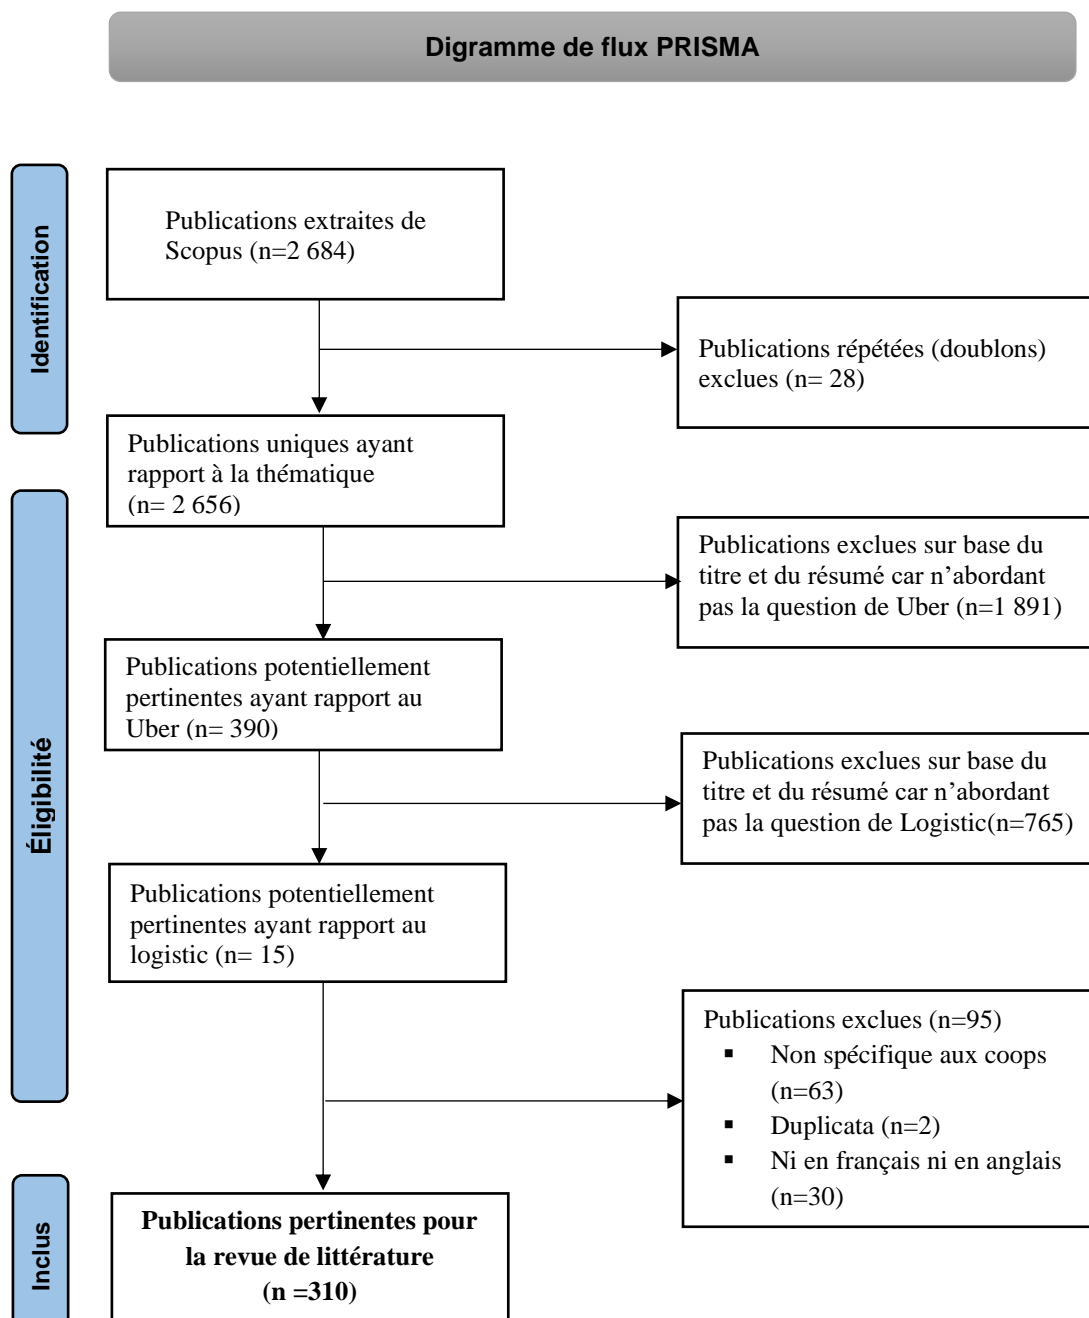 Digramme de flux PRISMA
Identification
Publications extraites de
Scopus (n=2 684)
Publications répétées (doublons)
exclues (n= 28)
Publications uniques ayant
rapport à la thématique
(n= 2 656)
Éligibilité
Publications exclues sur base du
titre et du résumé car n’abordant
pas la question de Uber (n=1 891)
Publications potentiellement
pertinentes ayant rapport au
Uber (n= 390)
Publications exclues sur base du
titre et du résumé car n’abordant
pas la question de Logistic(n=765)
Publications potentiellement
pertinentes ayant rapport au
logistic (n= 15)
Publications exclues (n=95)
▪ Non spécifique aux coops
(n=63)
▪ Duplicata (n=2)
▪ Ni en français ni en anglais
(n=30)
Inclus
Publications pertinentes pour
la revue de littérature
(n =310)